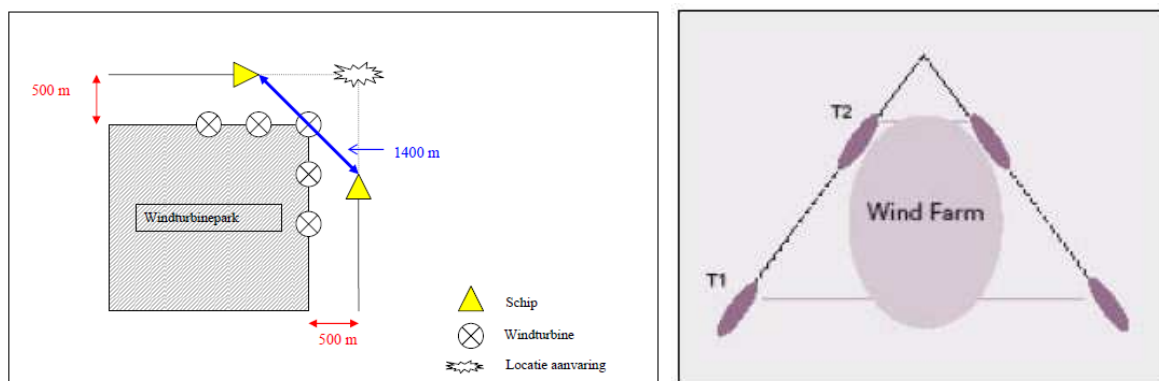 500 m
1400 m
Windturbinepark
Schip
Windturbine
500 m
Locatie aanvaring
T2
Wind Farm
T1